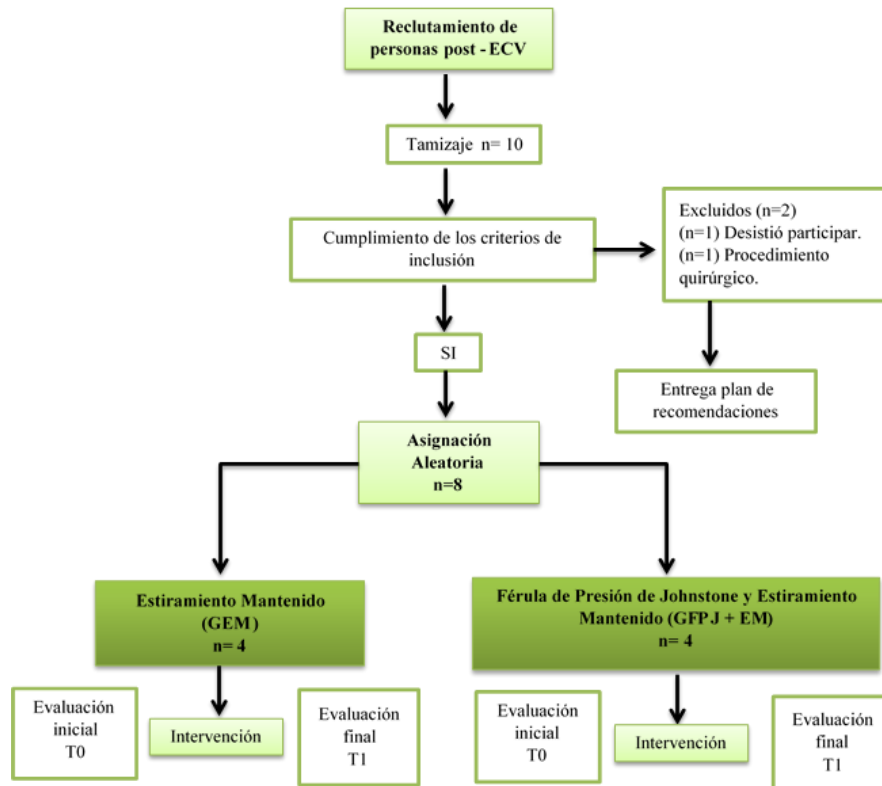 Reclutamiento de
personas post - ECV
Tamizaje n= 10
Cumplimiento de los criterios de
inclusión
Excluidos (n=2)
(n=1) Desistió participar.
(n=1) Procedimiento
quirúrgico.
SI
Entrega plan de
recomendaciones
Asignación
Aleatoria
n=8
Estiramiento Mantenido
(GEM)
n= 4
Férula de Presión de Johnstone y Estiramiento
Mantenido (GFPJ + EM)
n= 4
Evaluación
inicial
T0
Intervención
Evaluación
final
T1
Evaluación
inicial
T0
Intervención
Evaluación
final
T1